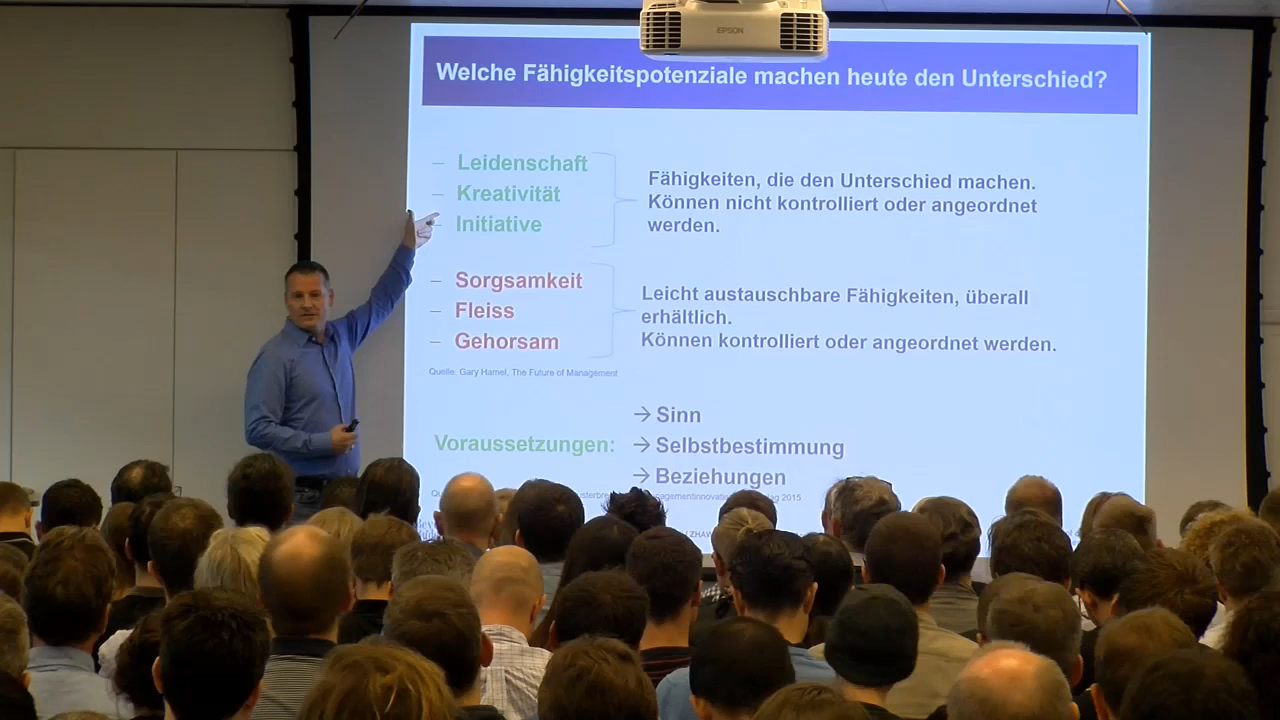 EPSON
Welche Fähigkeitspotenziale machen heute den Unterschied?
– Leidenschaft
– Kreativität
– Initiative
Fähigkeiten, die den Unterschied machen.
Können nicht kontrolliert oder angeordnet
werden.
– Sorgsamkeit
– Fleiss
– Gehorsam
Leicht austauschbare Fähigkeiten, überall
erhältlich.
Können kontrolliert oder angeordnet werden.
Quelle: Gary Hamel, The Future of Management
Voraussetzungen:
→ Sinn
→ Selbstbestimmung
→ Beziehungen
2015
ZHAW